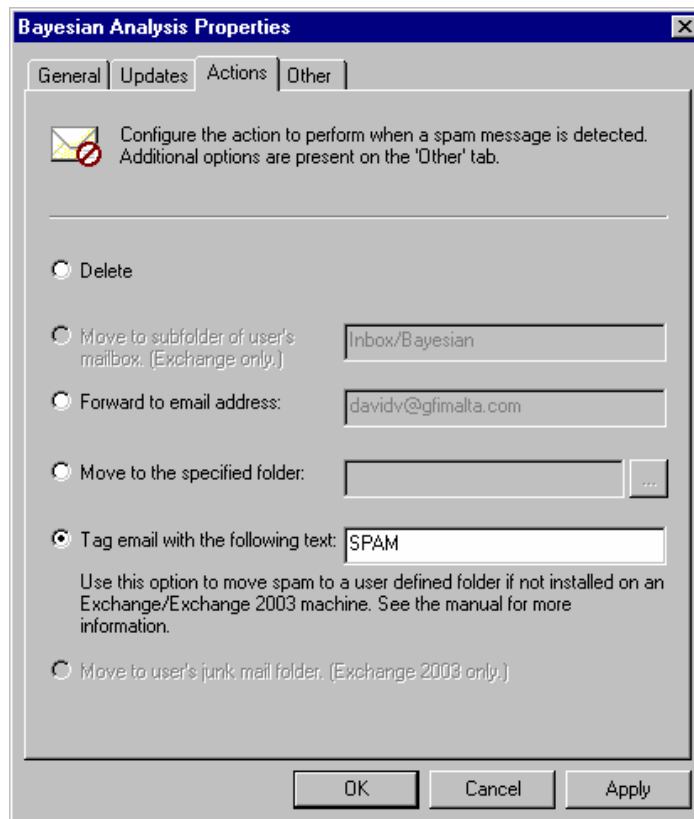 Bayesian Analysis Properties
General Updates Actions Other
Configure the action to perform when a spam message is detected.
Additional options are present on the 'Other' tab.
Delete
Move to subfolder of user's
mailbox. (Exchange only.)
Inbox/Bayesian
Forward to email address:
davidv@gfimalta.com
Move to the specified folder:
...
Tag email with the following text:
SPAM
Use this option to move spam to a user defined folder if not installed on an
Exchange/Exchange 2003 machine. See the manual for more
information.
Move to user's junk mail folder. (Exchange 2003 only.)
OK Cancel Apply